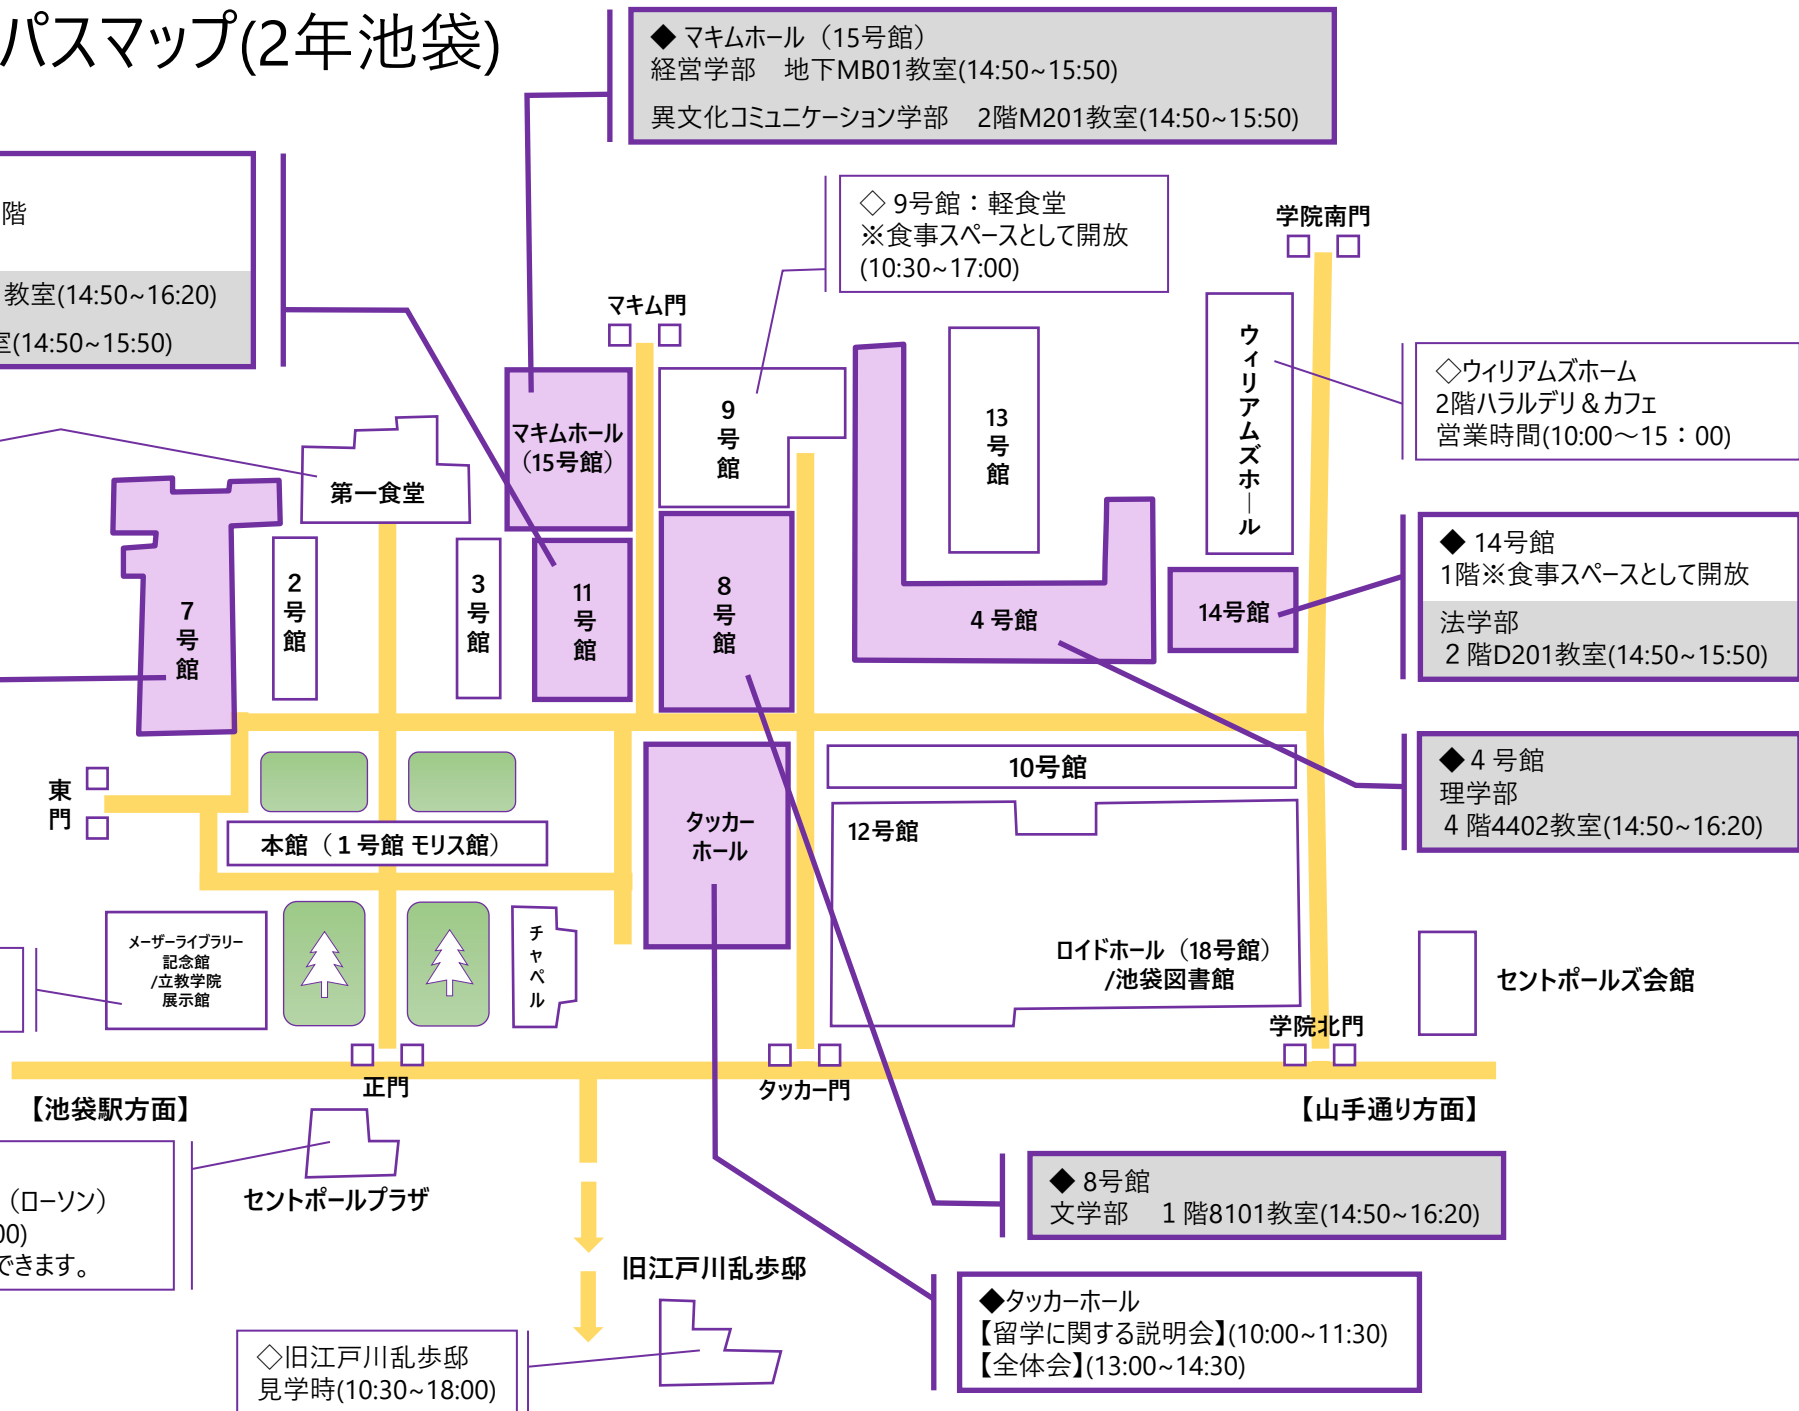 パスマップ(2年池袋)
◆ マキムホール（15号館）
経営学部　地下MB01教室(14:50~15:50)
異文化コミュニケーション学部　2階M201教室(14:50~15:50)
階
教室(14:50~16:20)
室(14:50~15:50)
◇ 9号館：軽食堂
※食事スペースとして開放
(10:30~17:00)
学院南門
マキム門
ウィリアムズホール
◇ウィリアムズホーム
2階ハラルデリ＆カフェ
営業時間(10:00～15：00)
マキムホール
（15号館）
9号館
13号館
第一食堂
◆ 14号館
1階※食事スペースとして開放
法学部
２階D201教室(14:50~15:50)
7号館
2号館
3号館
11号館
8号館
４号館
14号館
◆４号館
理学部
４階4402教室(14:50~16:20)
東門
本館（１号館 モリス館）
タッカー
ホール
10号館
12号館
メーザーライブラリー
記念館
/立教学院
展示館
チャペル
ロイドホール（18号館）
/池袋図書館
セントポールズ会館
学院北門
正門
タッカー門
【池袋駅方面】
【山手通り方面】
（ローソン）
00)
できます。
セントポールプラザ
◆ 8号館
文学部　１階8101教室(14:50~16:20)
旧江戸川乱歩邸
◆タッカーホール
【留学に関する説明会】(10:00~11:30)
【全体会】(13:00~14:30)
◇旧江戸川乱歩邸
見学時(10:30~18:00)